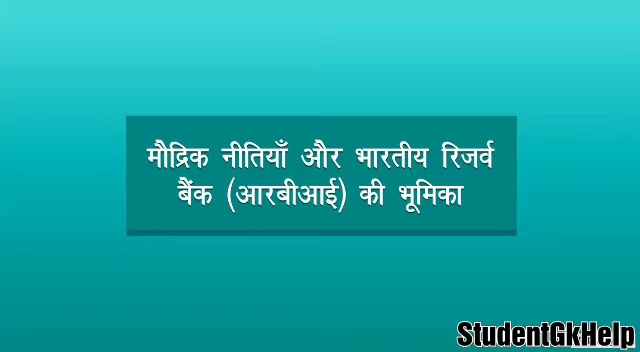 मौद्रिक नीतियाँ और भारतीय रिजर्व
बैंक (आरबीआई) की भूमिका
StudentGkHelp